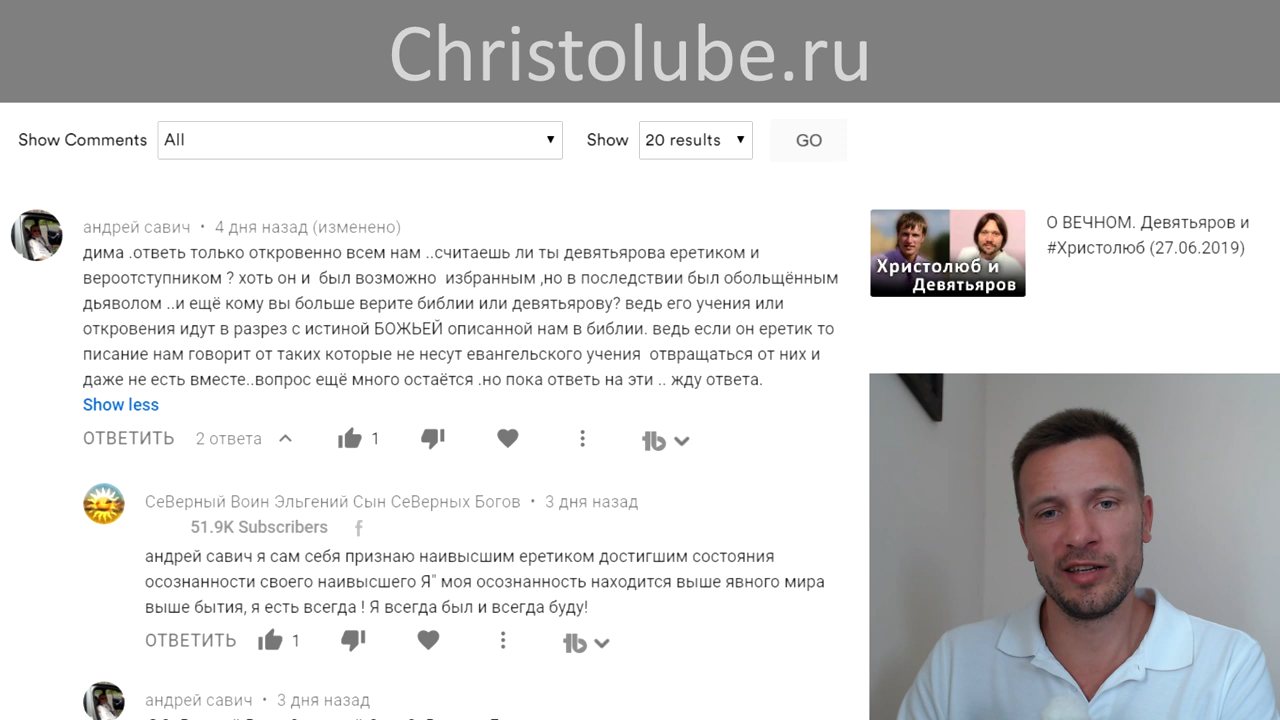 Christolube.ru
Show Comments All Show 20 results GO
андрей савич • 4 дня назад (изменено)
дима .ответь только откровенно всем нам ..считаешь ли ты девятьярова еретиком и
вероотступником ? хоть он и был возможно избранным ,но в последствии был обольщённым
дьяволом ..и ещё кому вы больше верите библии или девятьярову? ведь его учения или
откровения идут в разрез с истиной БОЖЬЕЙ описанной нам в библии. ведь если он еретик то
писание нам говорит от таких которые не несут евангельского учения отвращаться от них и
даже не есть вместе..вопрос ещё много остаётся .но пока ответь на эти .. жду ответа.
Show less
ОТВЕТИТЬ 2 ответа 1
СеВерный Воин Эльгений Сын СеВерных Богов • 3 дня назад
51.9K Subscribers
андрей савич я сам себя признаю наивысшим еретиком достигшим состояния
осознанности своего наивысшего Я" моя осознанность находится выше явного мира
выше бытия, я есть всегда ! Я всегда был и всегда буду!
ОТВЕТИТЬ 1
андрей савич • 3 дня назад
Христолюб и
Девятьяров
О ВЕЧНОМ. Девятьяров и
#Христолюб (27.06.2019)